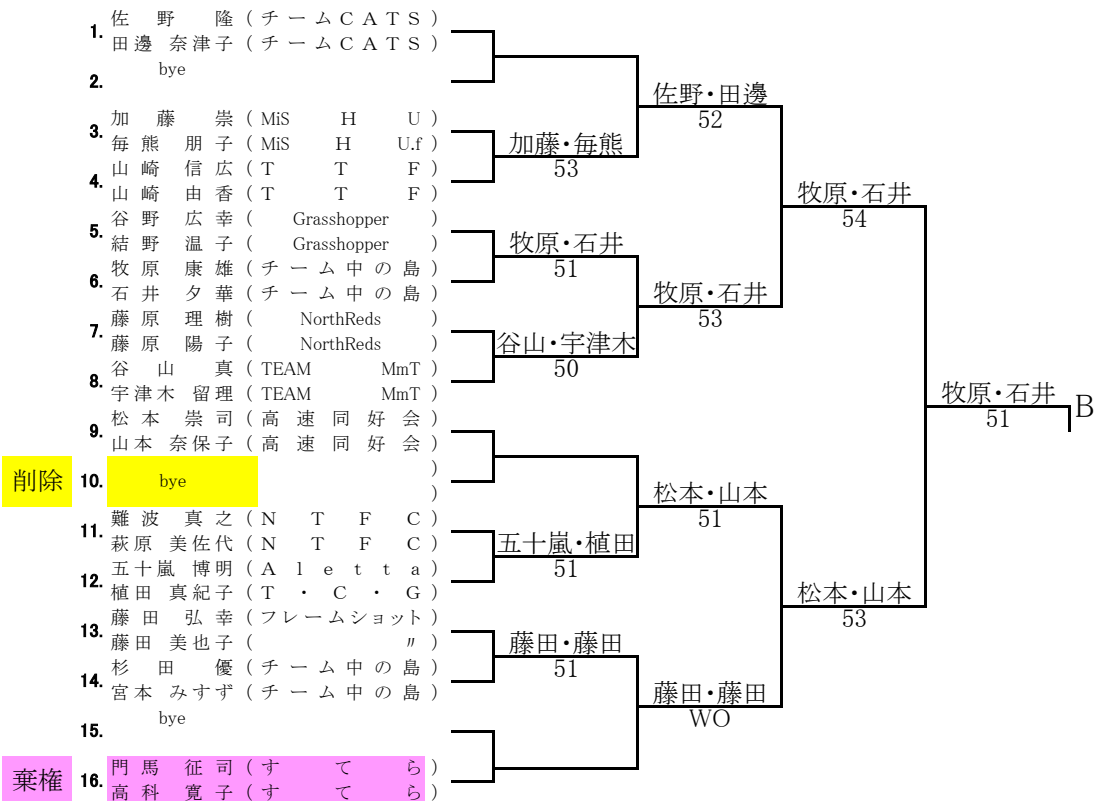 1. 佐野 隆 (チームCATS)
田邊 奈津子 (チームCATS)
2. bye
3. 加藤 崇 (MiS H U)
毎熊 朋子 (MiS H U.f)
4. 山崎 信広 (T T F)
山崎 由香 (T T F)
5. 谷野 広幸 (Grasshopper)
結野 温子 (Grasshopper)
6. 牧原 康雄 (チーム中の島)
石井 夕華 (チーム中の島)
7. 藤原 理樹 (NorthReds)
藤原 陽子 (NorthReds)
8. 谷山 真 (TEAM MmT)
宇津木 留理 (TEAM MmT)
9. 松本 崇司 (高速同好会)
山本 奈保子 (高速同好会)
削除 10. bye )
)
11. 難波 真之 (N T F C)
萩原 美佐代 (N T F C)
12. 五十嵐 博明 (Aletta)
植田 真紀子 (T・C・G)
13. 藤田 弘幸 (フレームショット)
藤田 美也子 (〃)
14. 杉田 優 (チーム中の島)
宮本 みすず (チーム中の島)
15. bye
棄権 16. 門馬 征司 (すてら)
高科 寛子 (すてら)
加藤・毎熊
53
牧原・石井
51
谷山・宇津木
50
五十嵐・植田
51
藤田・藤田
51
佐野・田邊
52
牧原・石井
53
松本・山本
51
藤田・藤田
WO
牧原・石井
54
松本・山本
53
牧原・石井
51
B